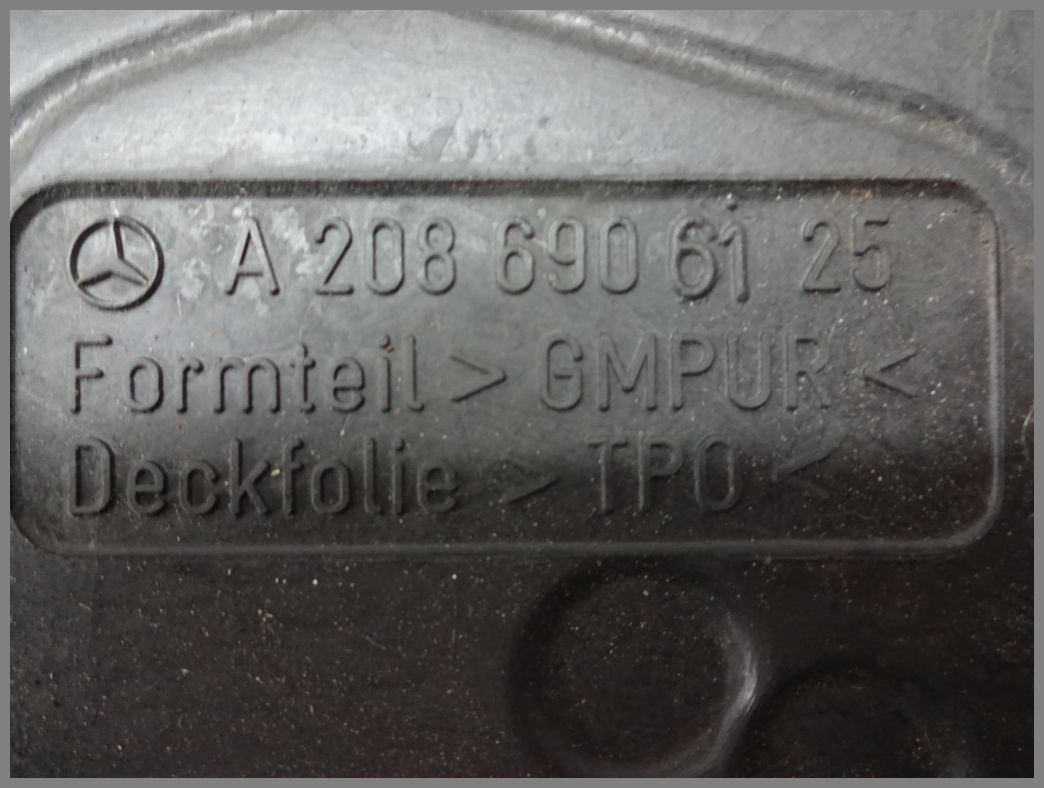 A 208 690 61 25
Formteil > GMPUR <
Deckfolie > TPO <